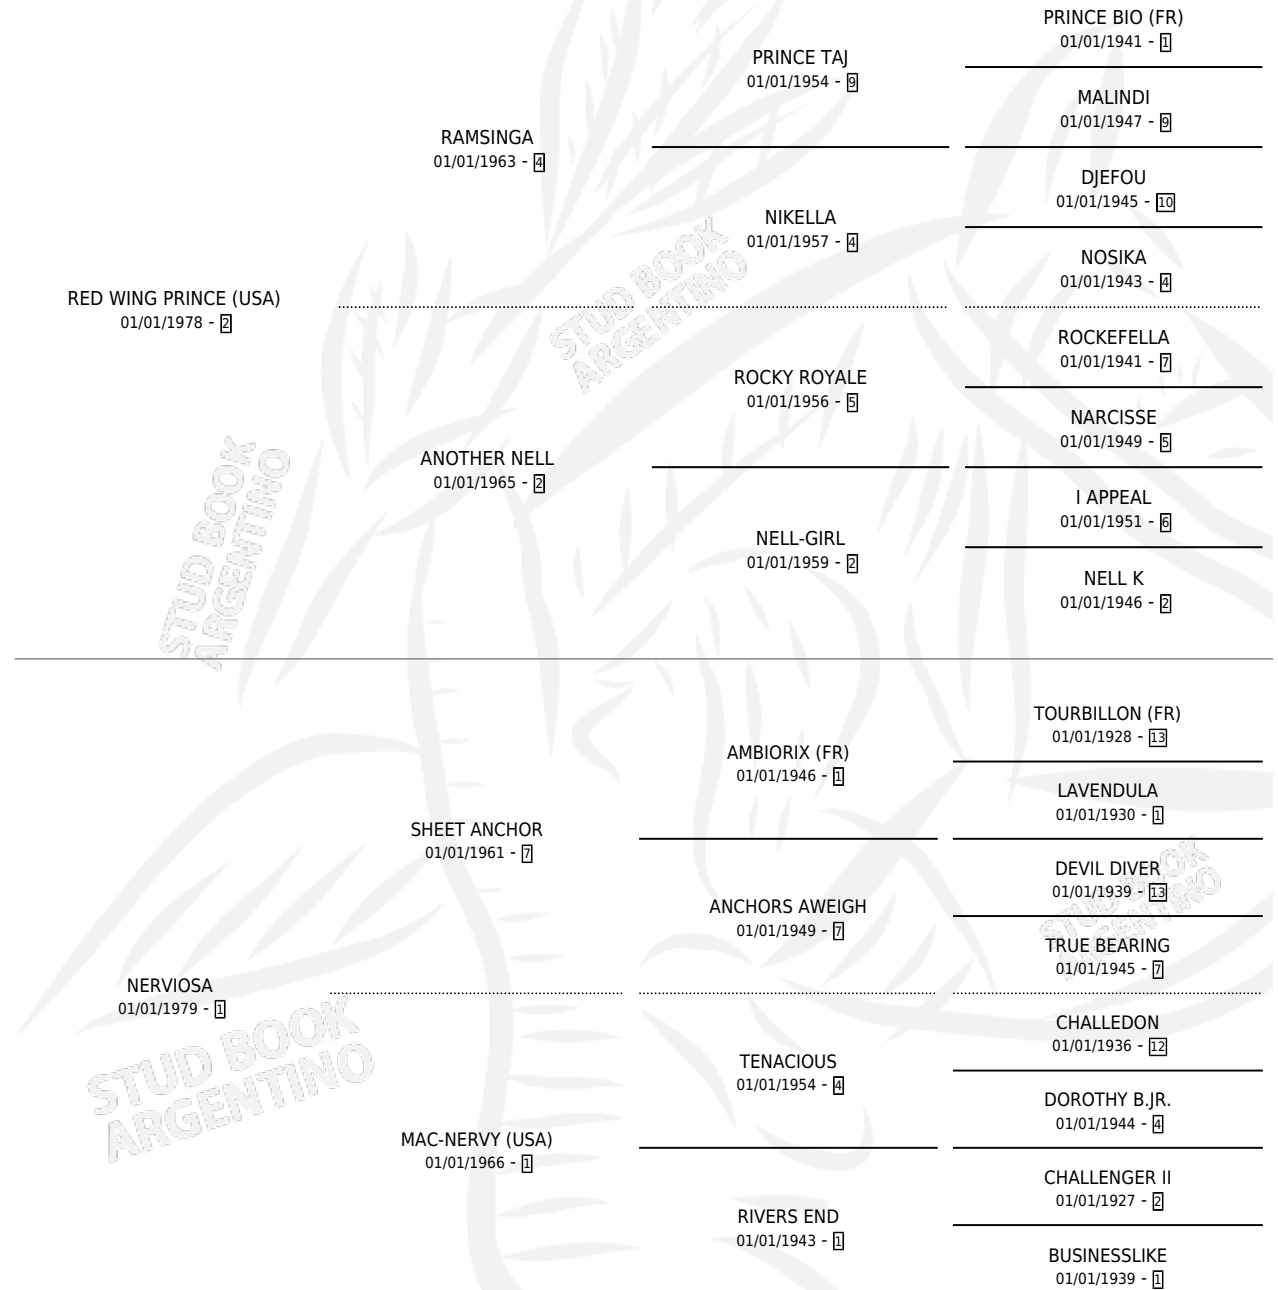 PRINCE BIO (FR)
01/01/1941 - 1
PRINCE TAJ
01/01/1954 - 9
MALINDI
01/01/1947 - 9
RAMSINGA
01/01/1963 - 4
DJEFOU
01/01/1945 - 10
NIKELLA
01/01/1957 - 4
NOSIKA
01/01/1943 - 4
RED WING PRINCE (USA)
01/01/1978 - 2
ROCKEFELLA
01/01/1941 - 7
ROCKY ROYALE
01/01/1956 - 5
NARCISSE
01/01/1949 - 5
ANOTHER NELL
01/01/1965 - 2
I APPEAL
01/01/1951 - 6
NELL-GIRL
01/01/1959 - 2
NELL K
01/01/1946 - 2
STUD BOOK
ARGENTINO
STUD BOOK
ARGENTINO
TOURBILLON (FR)
01/01/1928 - 13
AMBIORIX (FR)
01/01/1946 - 1
LAVENDULA
01/01/1930 - 1
SHEET ANCHOR
01/01/1961 - 7
DEVIL DIVER
01/01/1939 - 13
ANCHORS AWEIGH
01/01/1949 - 7
TRUE BEARING
01/01/1945 - 7
NERVIOSA
01/01/1979 - 1
CHALLEDON
01/01/1936 - 12
TENACIOUS
01/01/1954 - 4
DOROTHY B.JR.
01/01/1944 - 4
MAC-NERVY (USA)
01/01/1966 - 1
CHALLENGER II
01/01/1927 - 2
RIVERS END
01/01/1943 - 1
BUSINESSLIKE
01/01/1939 - 1
STUD BOOK
ARGENTINO
STUD BOOK
ARGENTINO